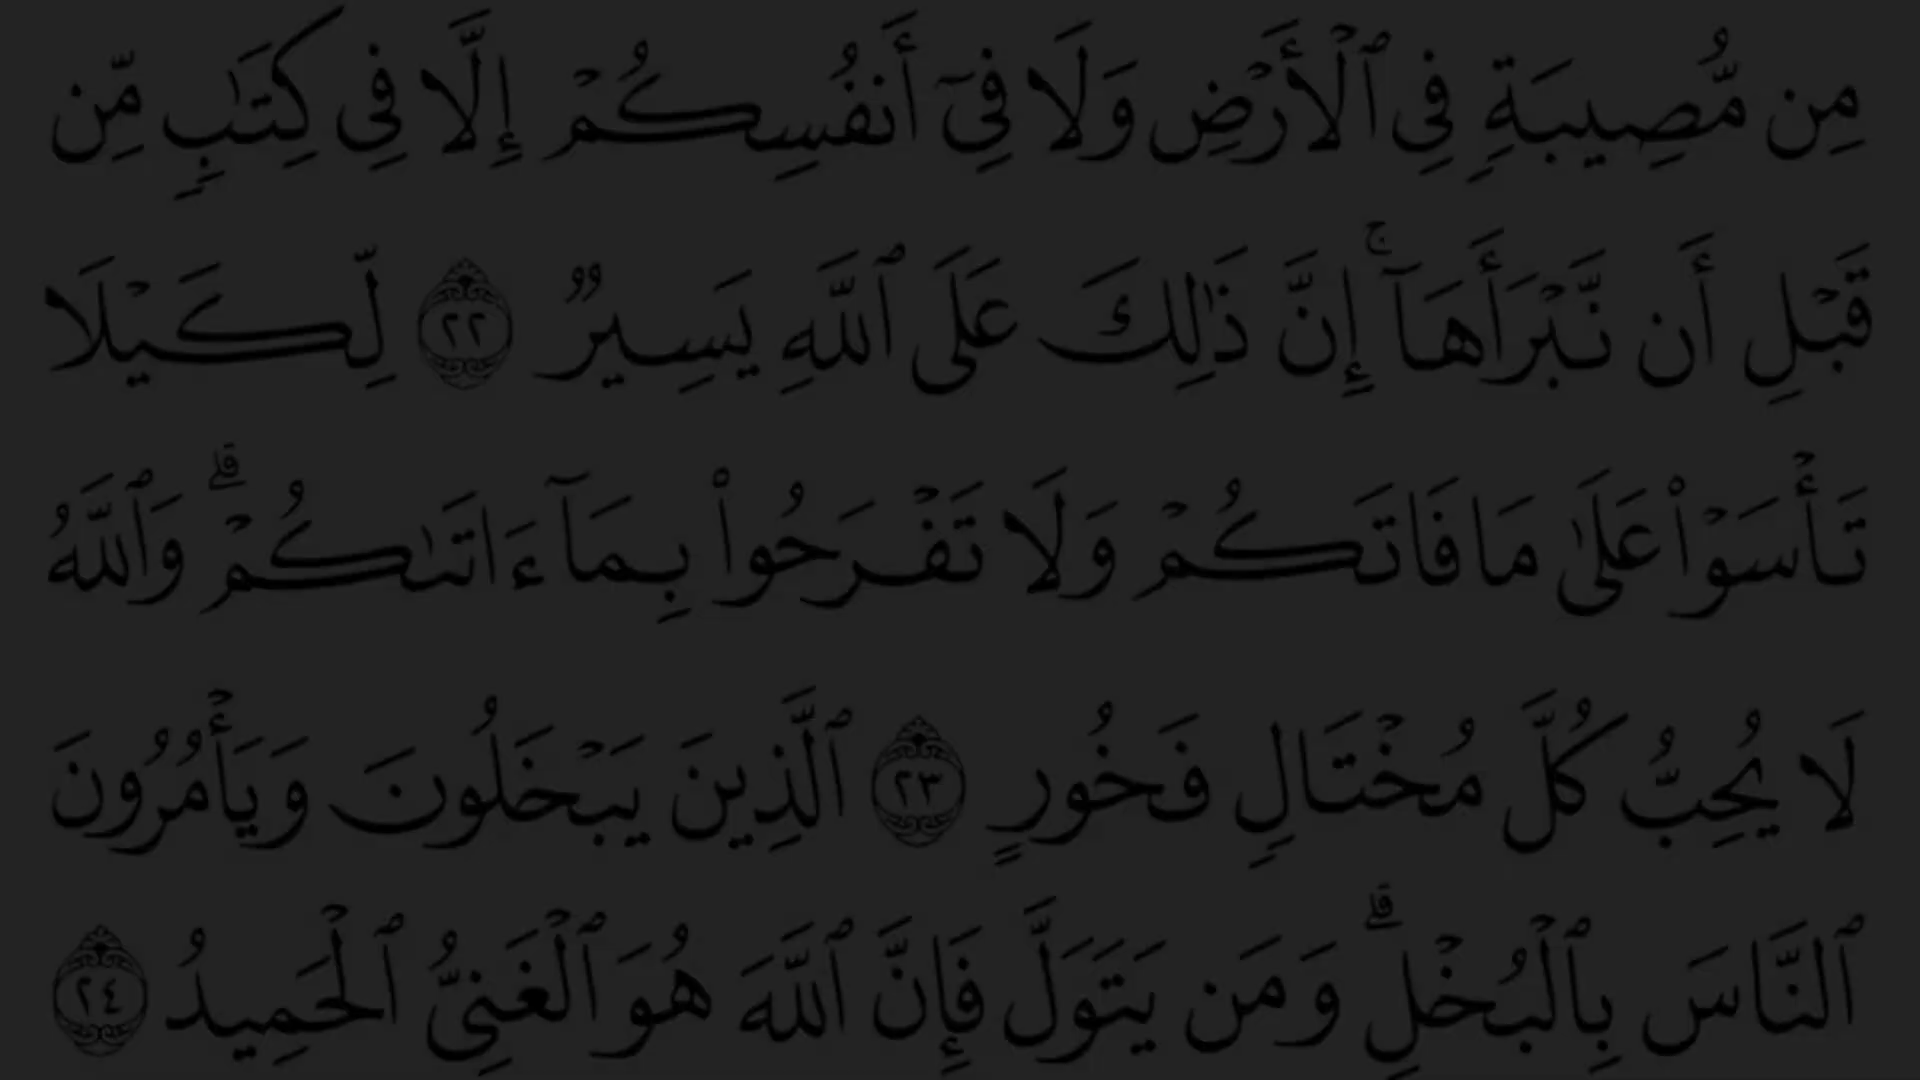 مِن مُّصِيبَةٍ فِى ٱلْأَرْضِ وَلَا فِىٓ أَنفُسِكُمْ إِلَّا فِى كِتَـٰبٍ مِّن
قَبْلِ أَن نَّبْرَأَهَآ ۚ إِنَّ ذَٰلِكَ عَلَى ٱللَّهِ يَسِيرٌ ٢٢ لِّكَيْلَا
تَأْسَوْا۟ عَلَىٰ مَا فَاتَكُمْ وَلَا تَفْرَحُوا۟ بِمَآ ءَاتَىٰكُمْ ۗ وَٱللَّهُ
لَا يُحِبُّ كُلَّ مُخْتَالٍ فَخُورٍ ٢٣ ٱلَّذِينَ يَبْخَلُونَ وَيَأْمُرُونَ
ٱلنَّاسَ بِٱلْبُخْلِ ۗ وَمَن يَتَوَلَّ فَإِنَّ ٱللَّهَ هُوَ ٱلْغَنِىُّ ٱلْحَمِيدُ ٢٤